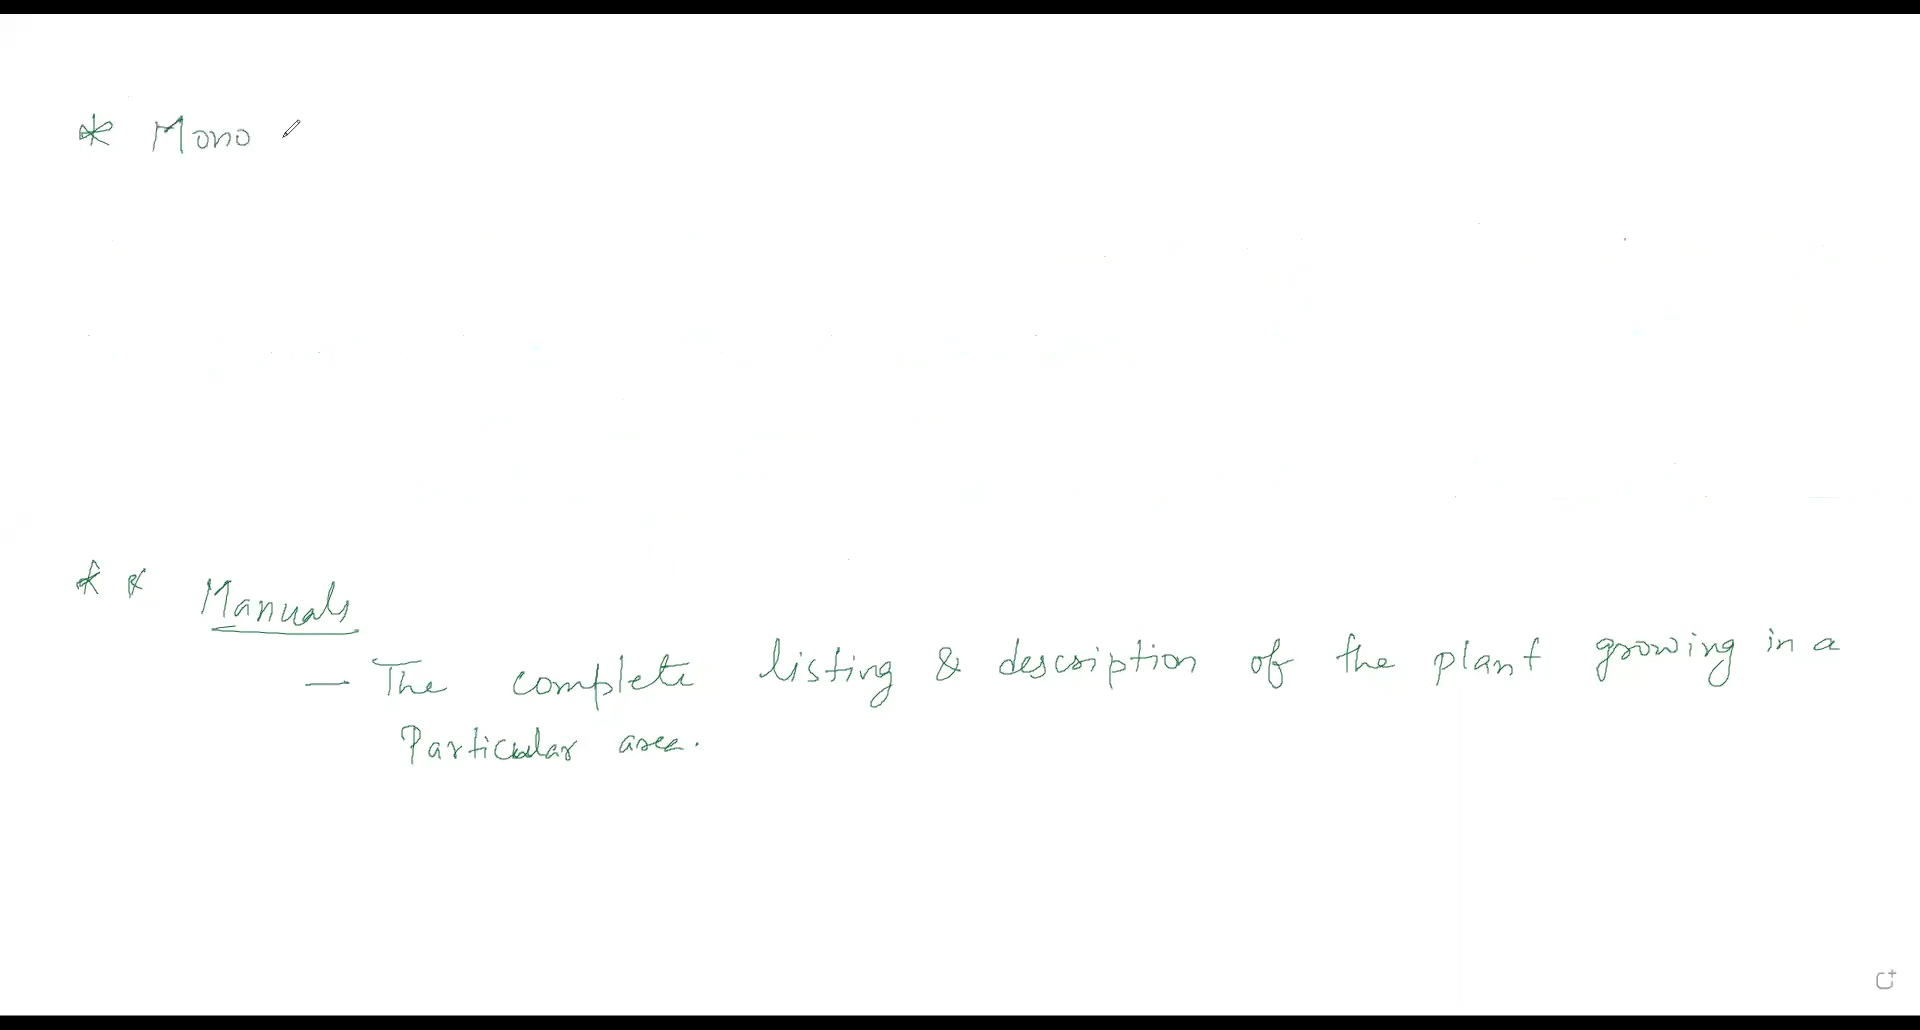 * Mono
* * Manuals
— The complete listing & description of the plant growing in a
Particular area.